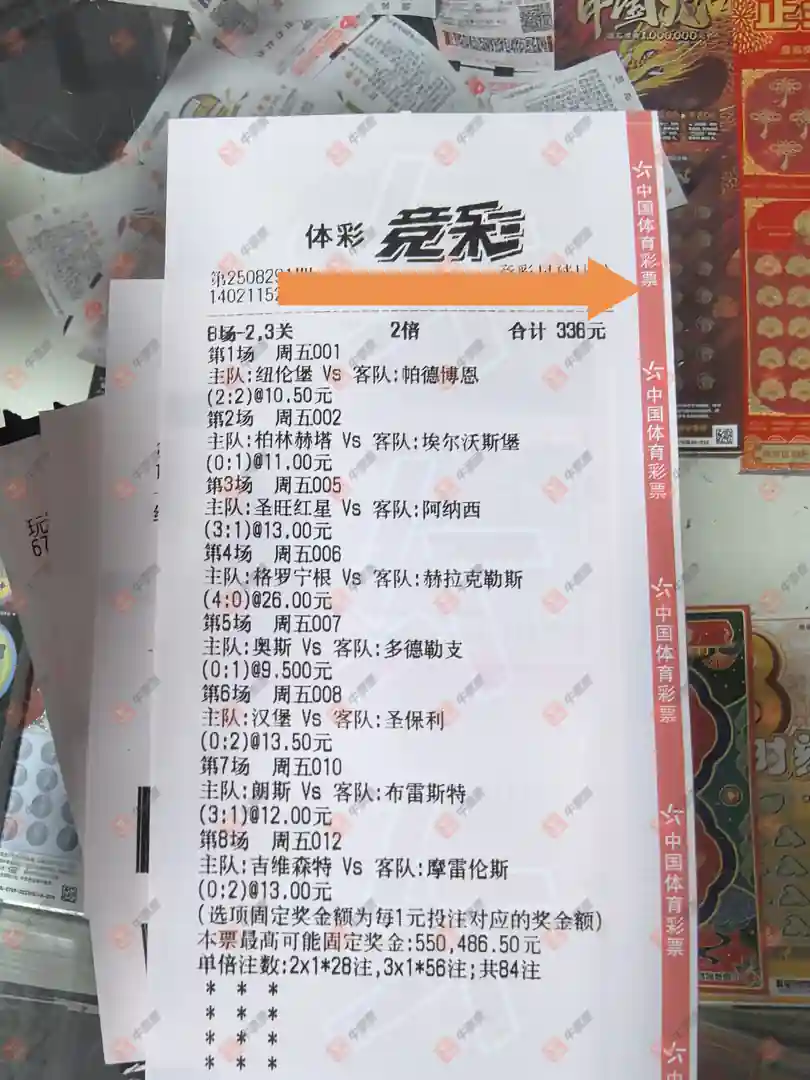 体彩 竞彩
第2508291期
14021152
8场-2,3关 2倍 合计 336元
第1场 周五001
主队:纽伦堡 Vs 客队:帕德博恩
(2:2)@10.50元
第2场 周五002
主队:柏林赫塔 Vs 客队:埃尔沃斯堡
(0:1)@11.00元
第3场 周五005
主队:圣旺红星 Vs 客队:阿纳西
(3:1)@13.00元
第4场 周五006
主队:格罗宁根 Vs 客队:赫拉克勒斯
(4:0)@26.00元
第5场 周五007
主队:奥斯 Vs 客队:多德勒支
(0:1)@9.500元
第6场 周五008
主队:汉堡 Vs 客队:圣保利
(0:2)@13.50元
第7场 周五010
主队:朗斯 Vs 客队:布雷斯特
(3:1)@12.00元
第8场 周五012
主队:吉维森特 Vs 客队:摩雷伦斯
(0:2)@13.00元
(选项固定奖金额为每1元投注对应的奖金额)
本票最高可能固定奖金:550,486.50元
单倍注数:2x1*28注,3x1*56注;共84注
* * *
* * *
* * *
* * *
中国体育彩票
中国体育彩票
中国体育彩票
中国体育彩票
玩
67